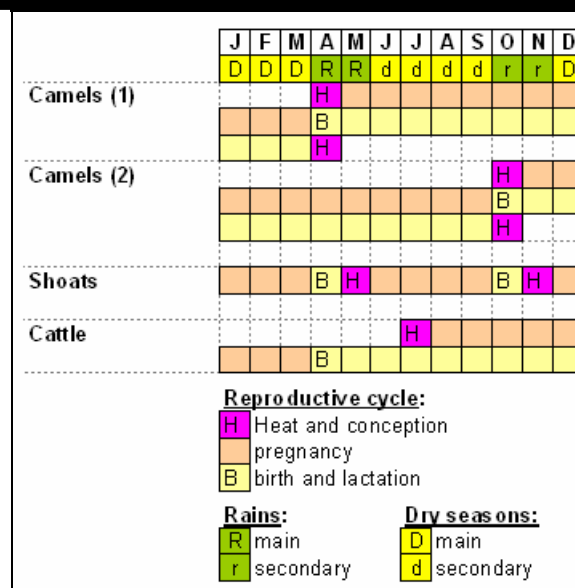 J F M A M J J A S O N D
D D D R R d d d d r r D
Camels (1) H
B
H
Camels (2) H
B
H
Shoats B H B H
Cattle H
B
Reproductive cycle:
H Heat and conception
pregnancy
B birth and lactation
Rains: Dry seasons:
R main D main
r secondary d secondary